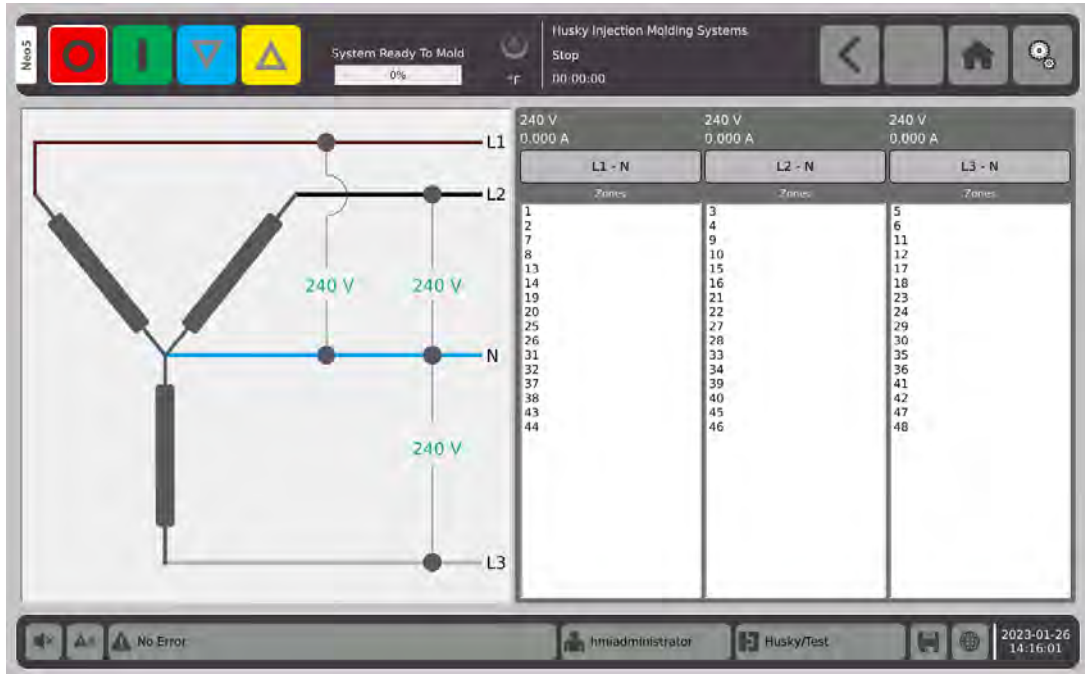 Neo5
System Ready To Mold
0%
°F
Husky Injection Molding Systems
Stop
00:00:00
L1
L2
240 V
240 V
N
240 V
L3
240 V
0.000 A
L1 - N
Zones
1
2
7
8
13
14
19
20
25
26
31
32
37
38
43
44
240 V
0.000 A
L2 - N
Zones
3
4
9
10
15
16
21
22
27
28
33
34
39
40
45
46
240 V
0.000 A
L3 - N
Zones
5
6
11
12
17
18
23
24
29
30
35
36
41
42
47
48
No Error
hmiadministrator
Husky/Test
2023-01-26
14:16:01